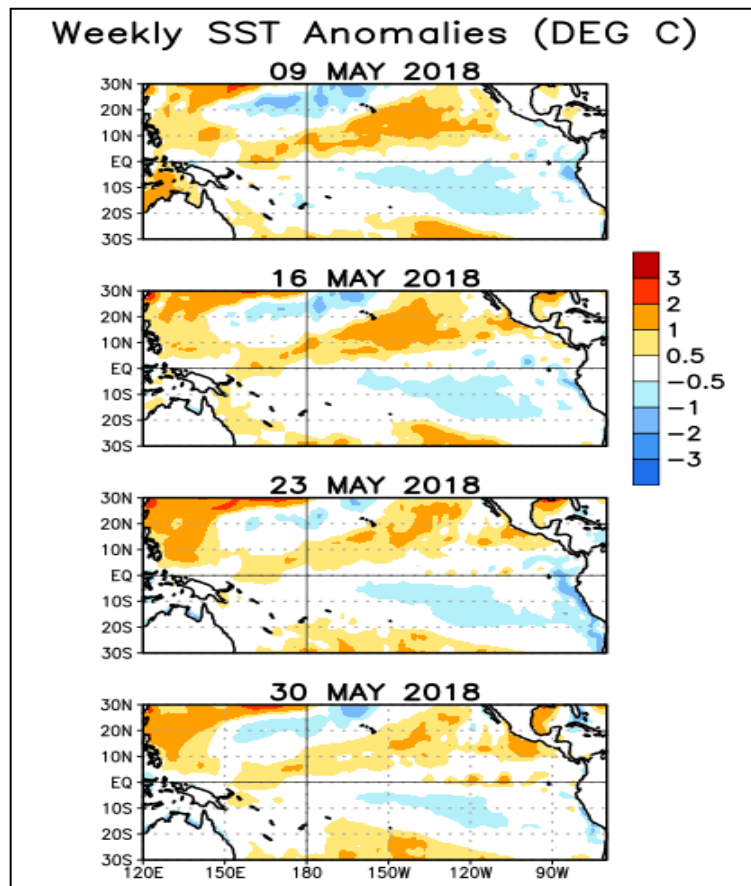 Weekly SST Anomalies (DEG C)
09 MAY 2018
30N
20N
10N
EQ
10S
20S
30S
16 MAY 2018
30N
20N
10N
EQ
10S
20S
30S
3
2
1
0.5
−0.5
−1
−2
−3
23 MAY 2018
30N
20N
10N
EQ
10S
20S
30S
30 MAY 2018
30N
20N
10N
EQ
10S
20S
30S
120E 150E 180 150W 120W 90W